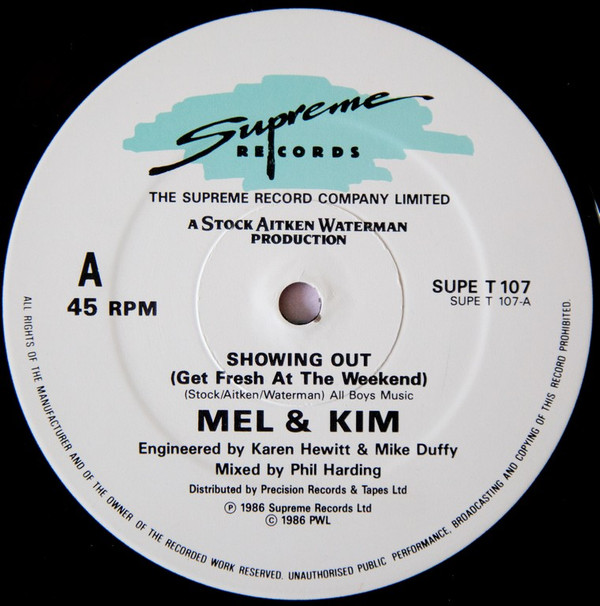 Supreme
RECORDS
THE SUPREME RECORD COMPANY LIMITED
A STOCK AITKEN WATERMAN
PRODUCTION
A
45 RPM
SUPE T 107
SUPE T 107-A
SHOWING OUT
(Get Fresh At The Weekend)
(Stock/Aitken/Waterman) All Boys Music
MEL & KIM
Engineered by Karen Hewitt & Mike Duffy
Mixed by Phil Harding
Distributed by Precision Records & Tapes Ltd
℗ 1986 Supreme Records Ltd
© 1986 PWL
ALL RIGHTS OF THE MANUFACTURER AND OF THE OWNER OF THE RECORDED WORK RESERVED. UNAUTHORISED PUBLIC PERFORMANCE, BROADCASTING AND COPYING OF THIS RECORD PROHIBITED.